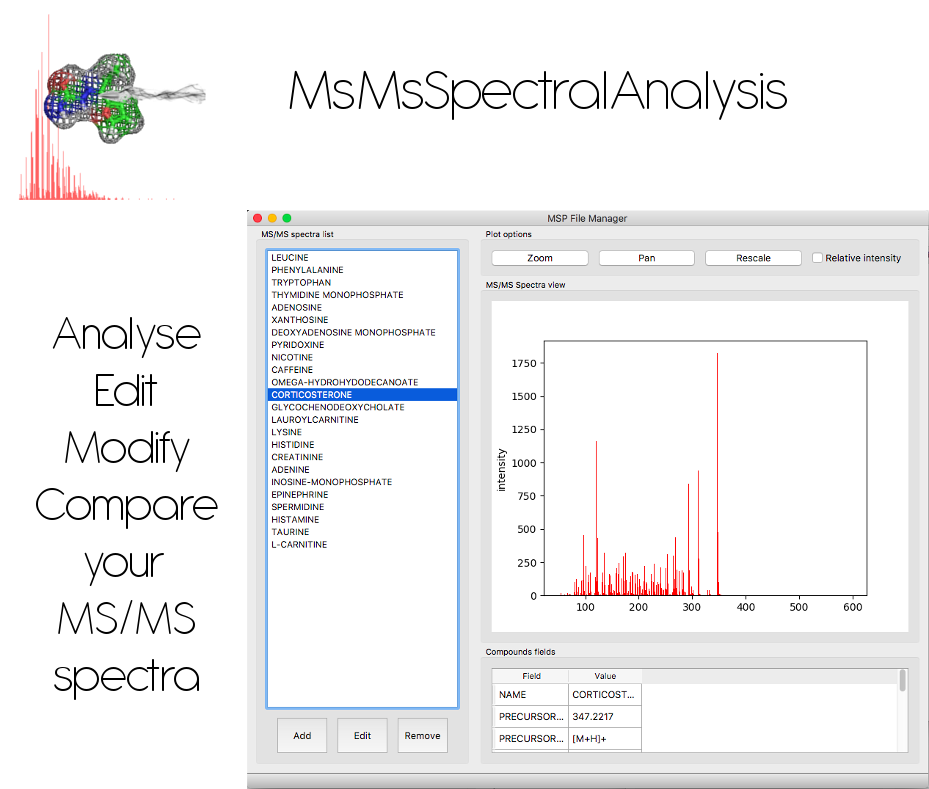 MsMsSpectralAnalysis
Analyse
Edit
Modify
Compare
your
MS/MS
spectra
MSP File Manager
MS/MS spectra list
LEUCINE
PHENYLALANINE
TRYPTOPHAN
THYMIDINE MONOPHOSPHATE
ADENOSINE
XANTHOSINE
DEOXYADENOSINE MONOPHOSPHATE
PYRIDOXINE
NICOTINE
CAFFEINE
OMEGA-HYDROHYDODECANOATE
CORTICOSTERONE
GLYCOCHENODEOXYCHOLATE
LAUROYLCARNITINE
LYSINE
HISTIDINE
CREATININE
ADENINE
INOSINE-MONOPHOSPHATE
EPINEPHRINE
SPERMIDINE
HISTAMINE
TAURINE
L-CARNITINE
Add Edit Remove
Plot options
Zoom Pan Rescale Relative intensity
MS/MS Spectra view
1750
1500
1250
1000
750
500
250
0
intensity
100 200 300 400 500 600
Compounds fields
Field Value
NAME CORTICOST...
PRECURSOR... 347.2217
PRECURSOR... [M+H]+